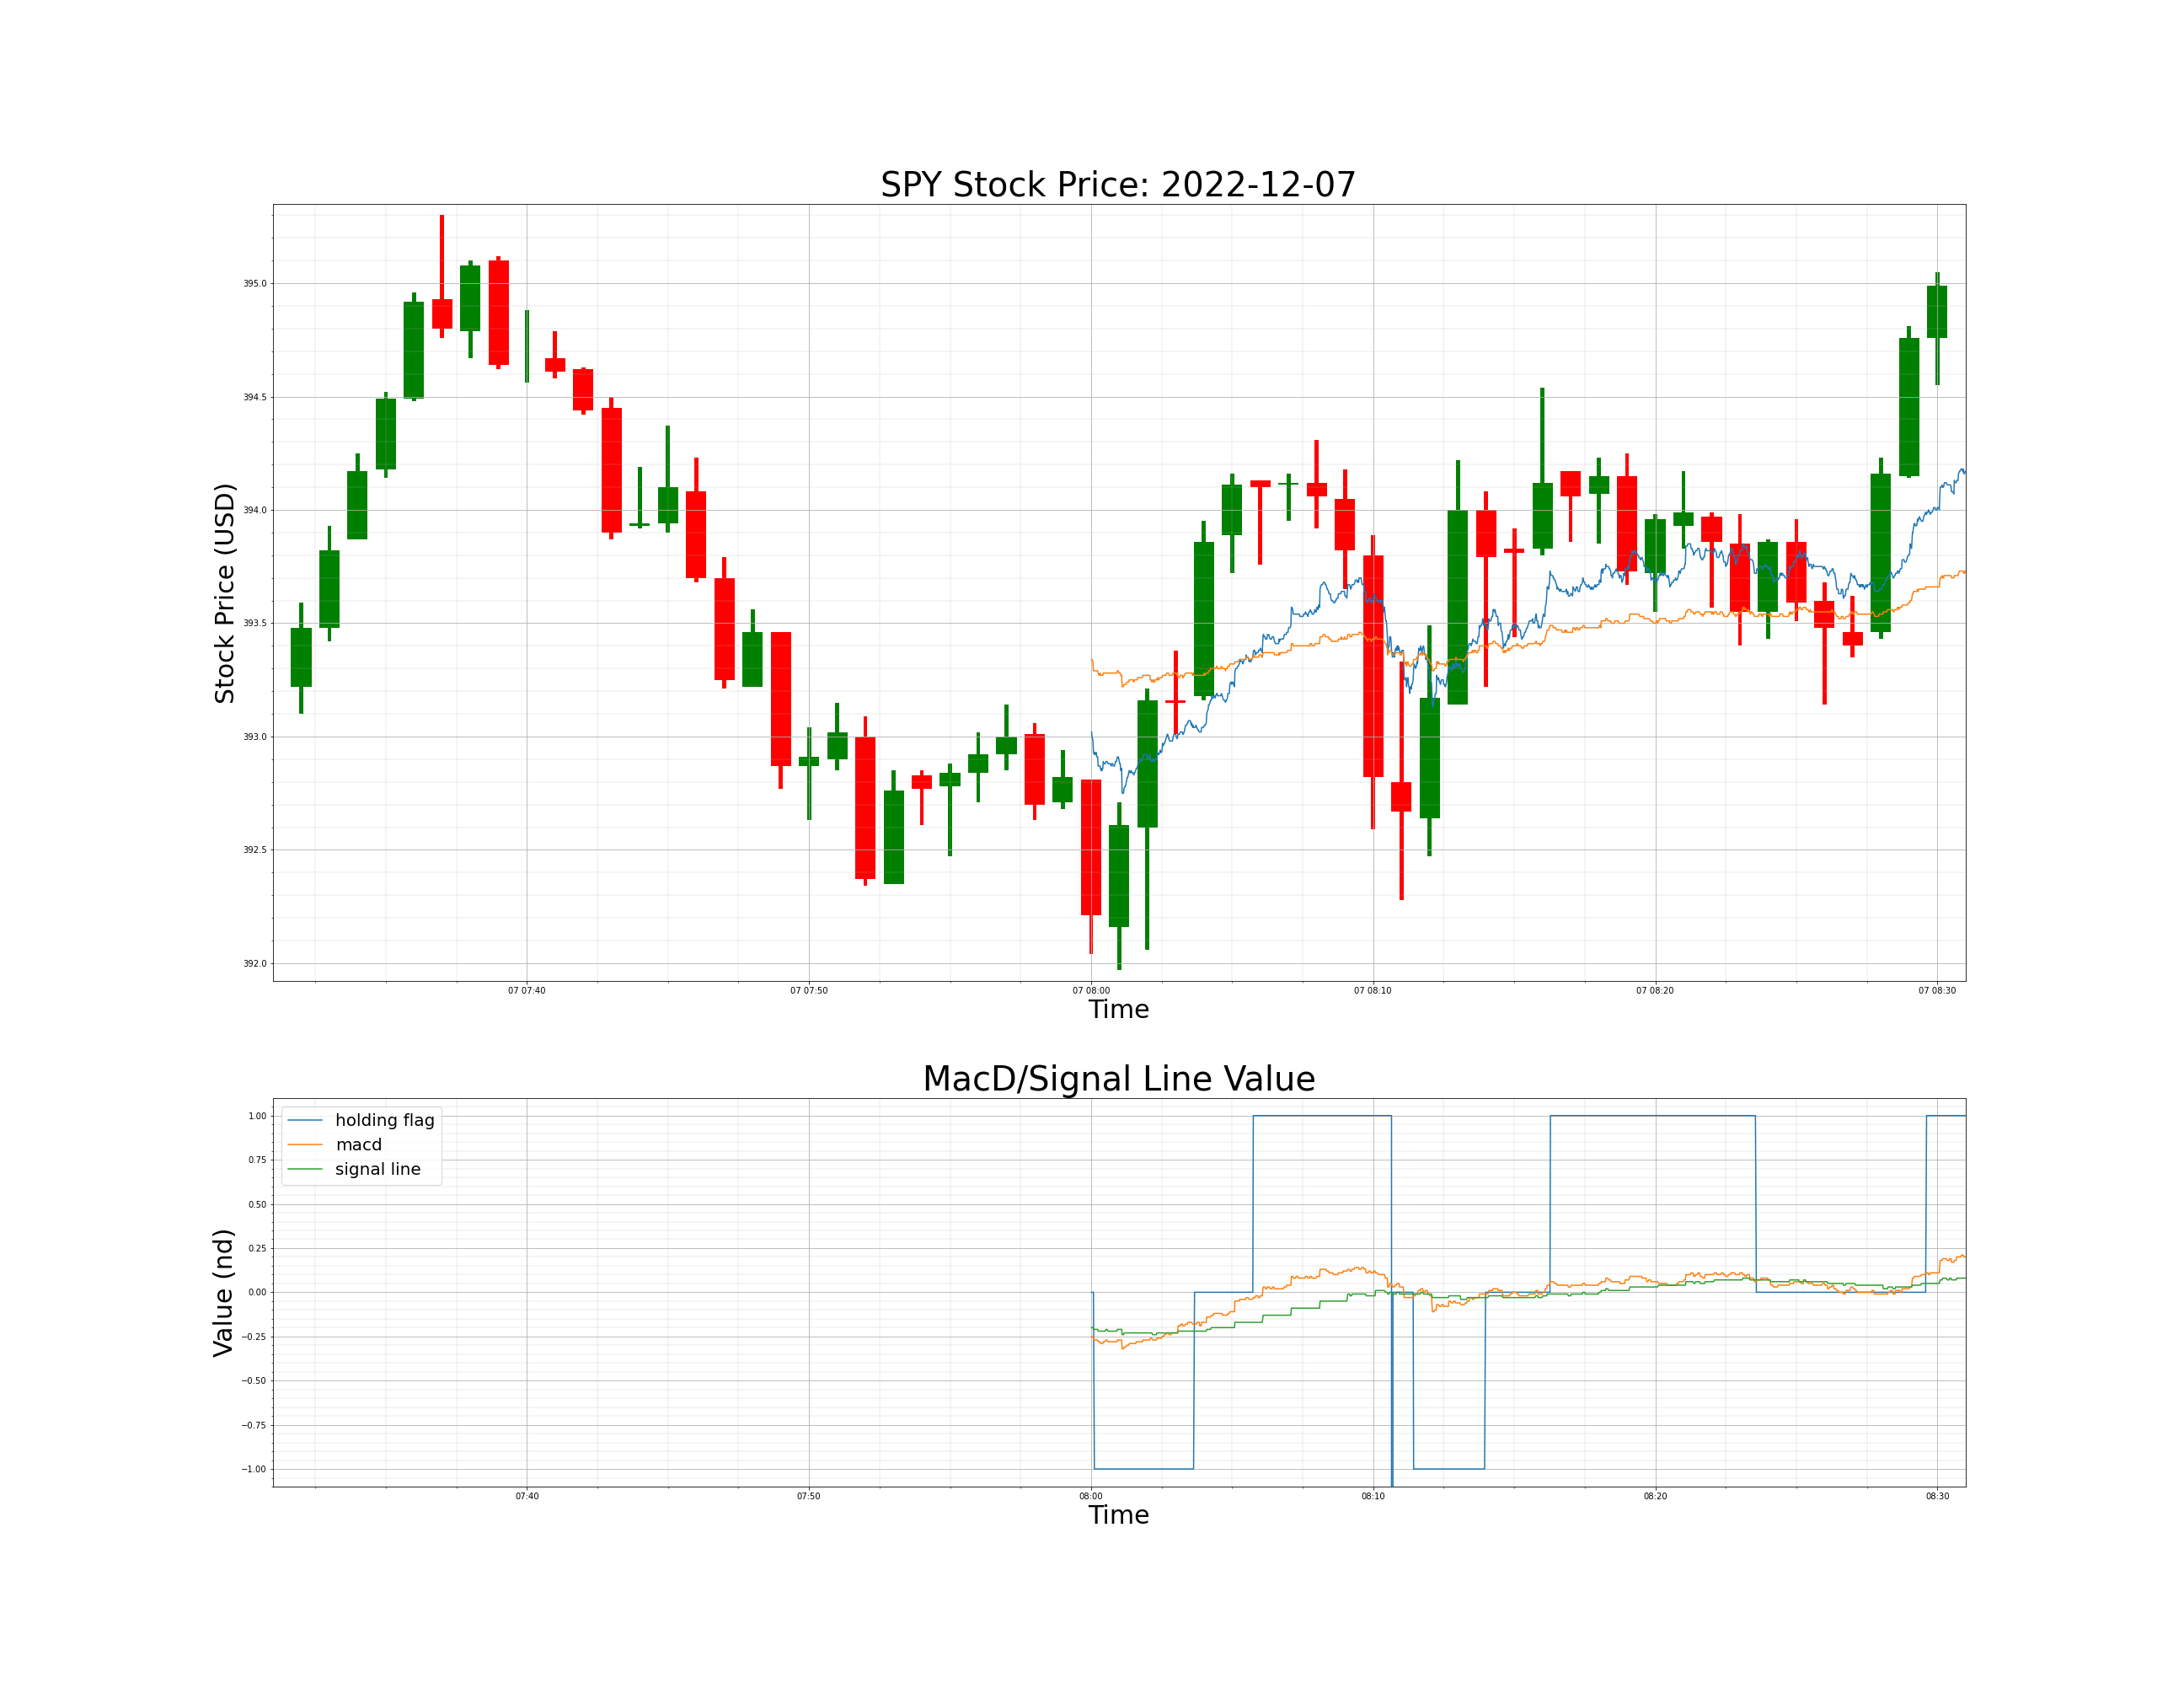 SPY Stock Price: 2022-12-07
Stock Price (USD)
395.0
394.5
394.0
393.5
393.0
392.5
392.0
07 07:40 07 07:50 07 08:00 07 08:10 07 08:20 07 08:30
Time
MacD/Signal Line Value
holding flag
macd
signal line
Value (nd)
1.00
0.75
0.50
0.25
0.00
−0.25
−0.50
−0.75
−1.00
07:40 07:50 08:00 08:10 08:20 08:30
Time